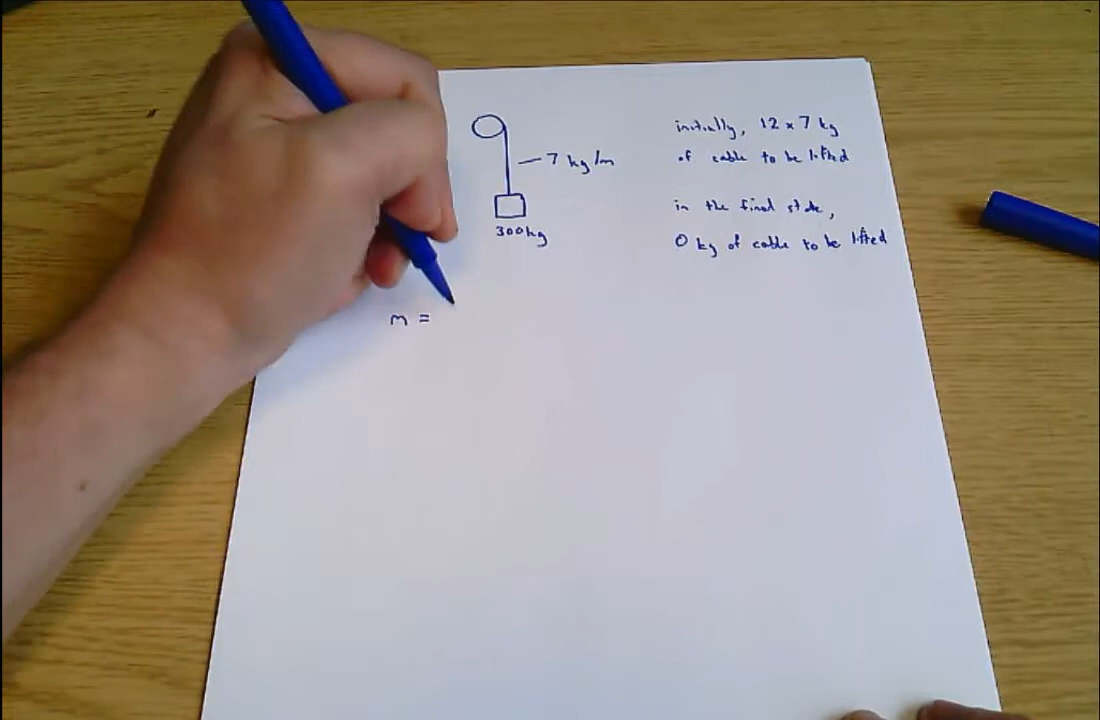 7 kg/m
300kg
initially, 12 x 7 kg
of cable to be lifted
in the final state,
0 kg of cable to be lifted
m =